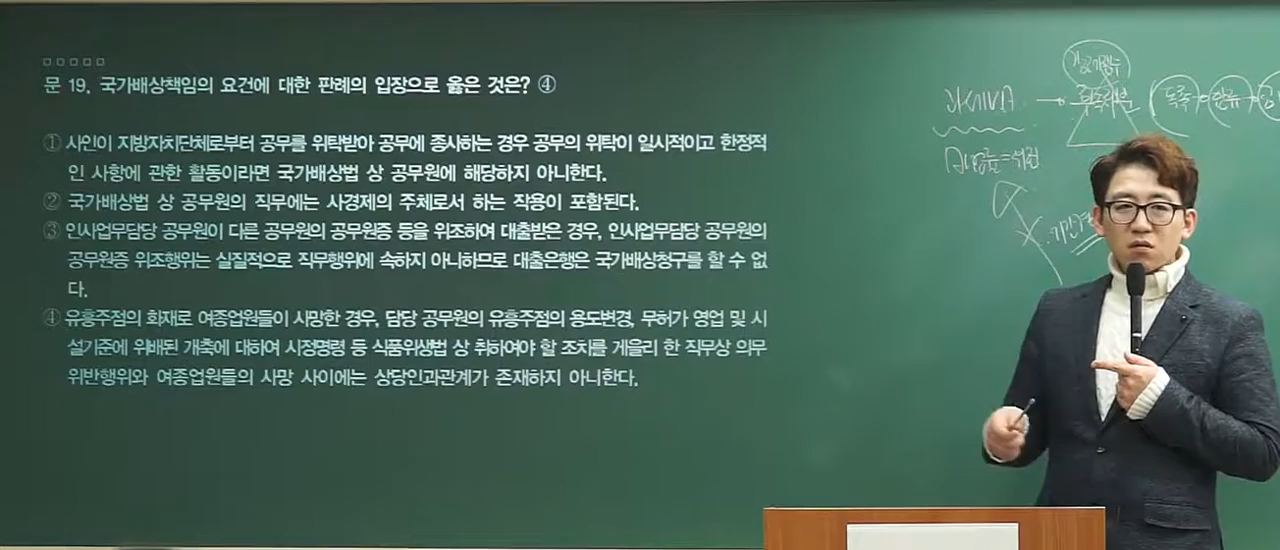 문 19. 국가배상책임의 요건에 대한 판례의 입장으로 옳은 것은? ④
① 사인이 지방자치단체로부터 공무를 위탁받아 공무에 종사하는 경우 공무의 위탁이 일시적이고 한정적
인 사항에 관한 활동이라면 국가배상법 상 공무원에 해당하지 아니한다.
② 국가배상법 상 공무원의 직무에는 사경제의 주체로서 하는 작용이 포함된다.
③ 인사업무담당 공무원이 다른 공무원의 공무원증 등을 위조하여 대출받은 경우, 인사업무담당 공무원의
공무원증 위조행위는 실질적으로 직무행위에 속하지 아니하므로 대출은행은 국가배상청구를 할 수 없
다.
④ 유흥주점의 화재로 여종업원들이 사망한 경우, 담당 공무원의 유흥주점의 용도변경, 무허가 영업 및 시
설기준에 위배된 개축에 대하여 시정명령 등 식품위생법 상 취하여야 할 조치를 게을리 한 직무상 의무
위반행위와 여종업원들의 사망 사이에는 상당인과관계가 존재하지 아니한다.